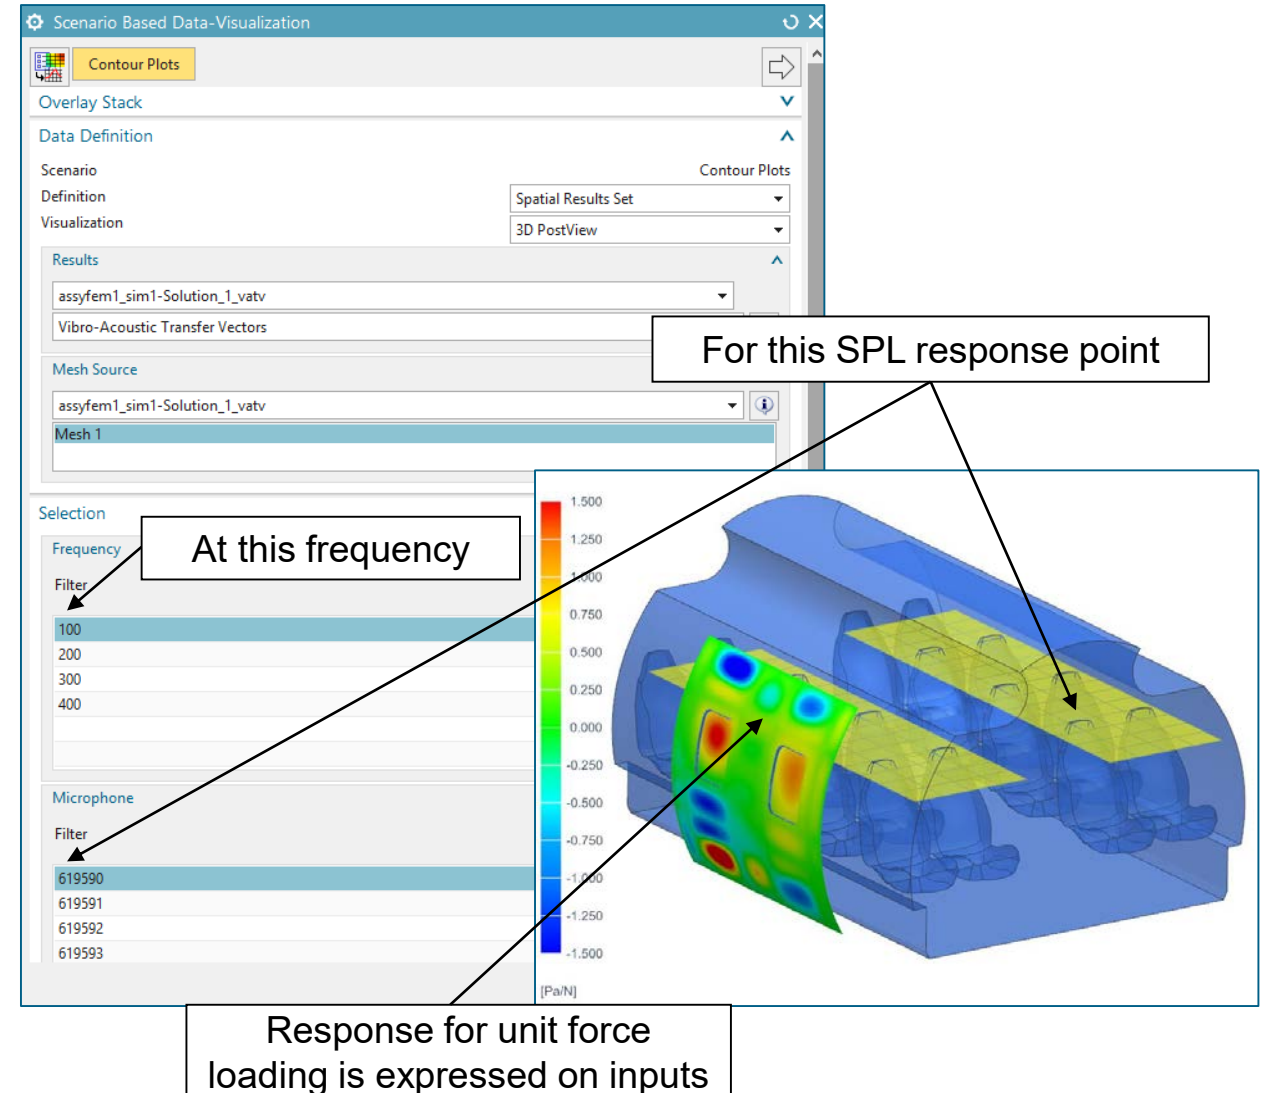 Scenario Based Data-Visualization
Contour Plots
Overlay Stack
Data Definition
Scenario
Contour Plots
Definition
Spatial Results Set
Visualization
3D PostView
Results
assyfem1_sim1-Solution_1_vatv
Vibro-Acoustic Transfer Vectors
For this SPL response point
Mesh Source
assyfem1_sim1-Solution_1_vatv
Mesh 1
Selection
Frequency
At this frequency
Filter
100
200
300
400
Microphone
Filter
619590
619591
619592
619593
1.500
1.250
1.000
0.750
0.500
0.250
0.000
-0.250
-0.500
-0.750
-1.000
-1.250
-1.500
[Pa/N]
Response for unit force
loading is expressed on inputs